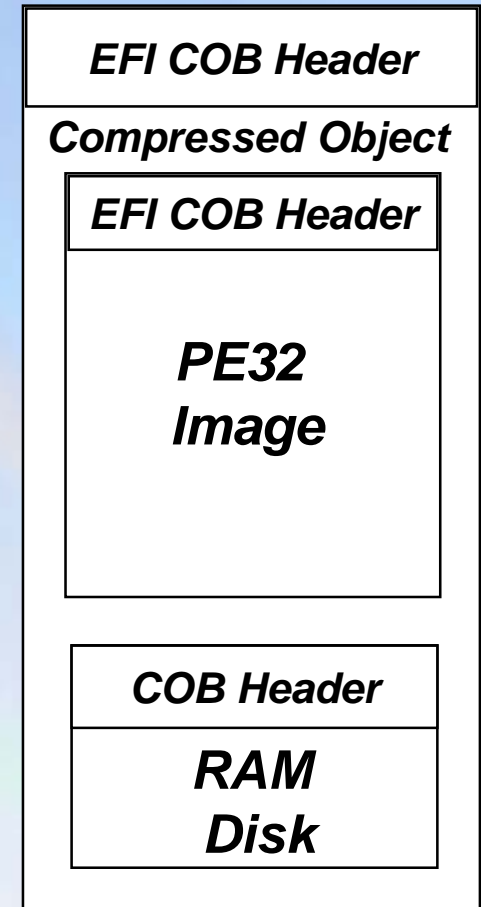 EFI COB Header
Compressed Object
EFI COB Header
PE32
Image
COB Header
RAM
Disk